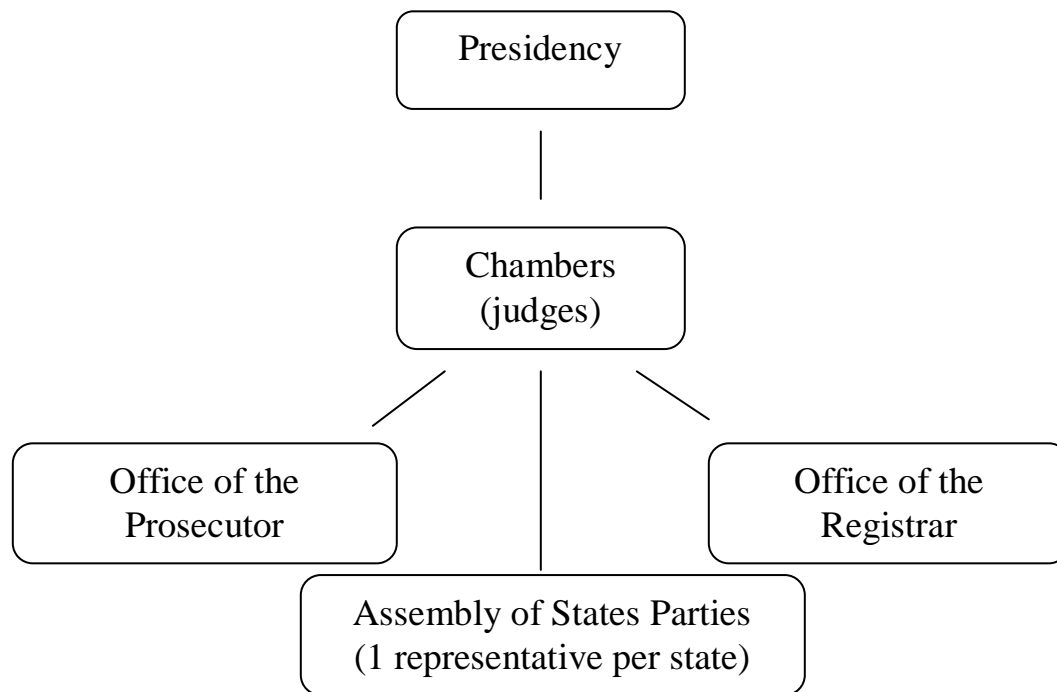 Presidency
Chambers
(judges)
Office of the
Prosecutor
Office of the
Registrar
Assembly of States Parties
(1 representative per state)